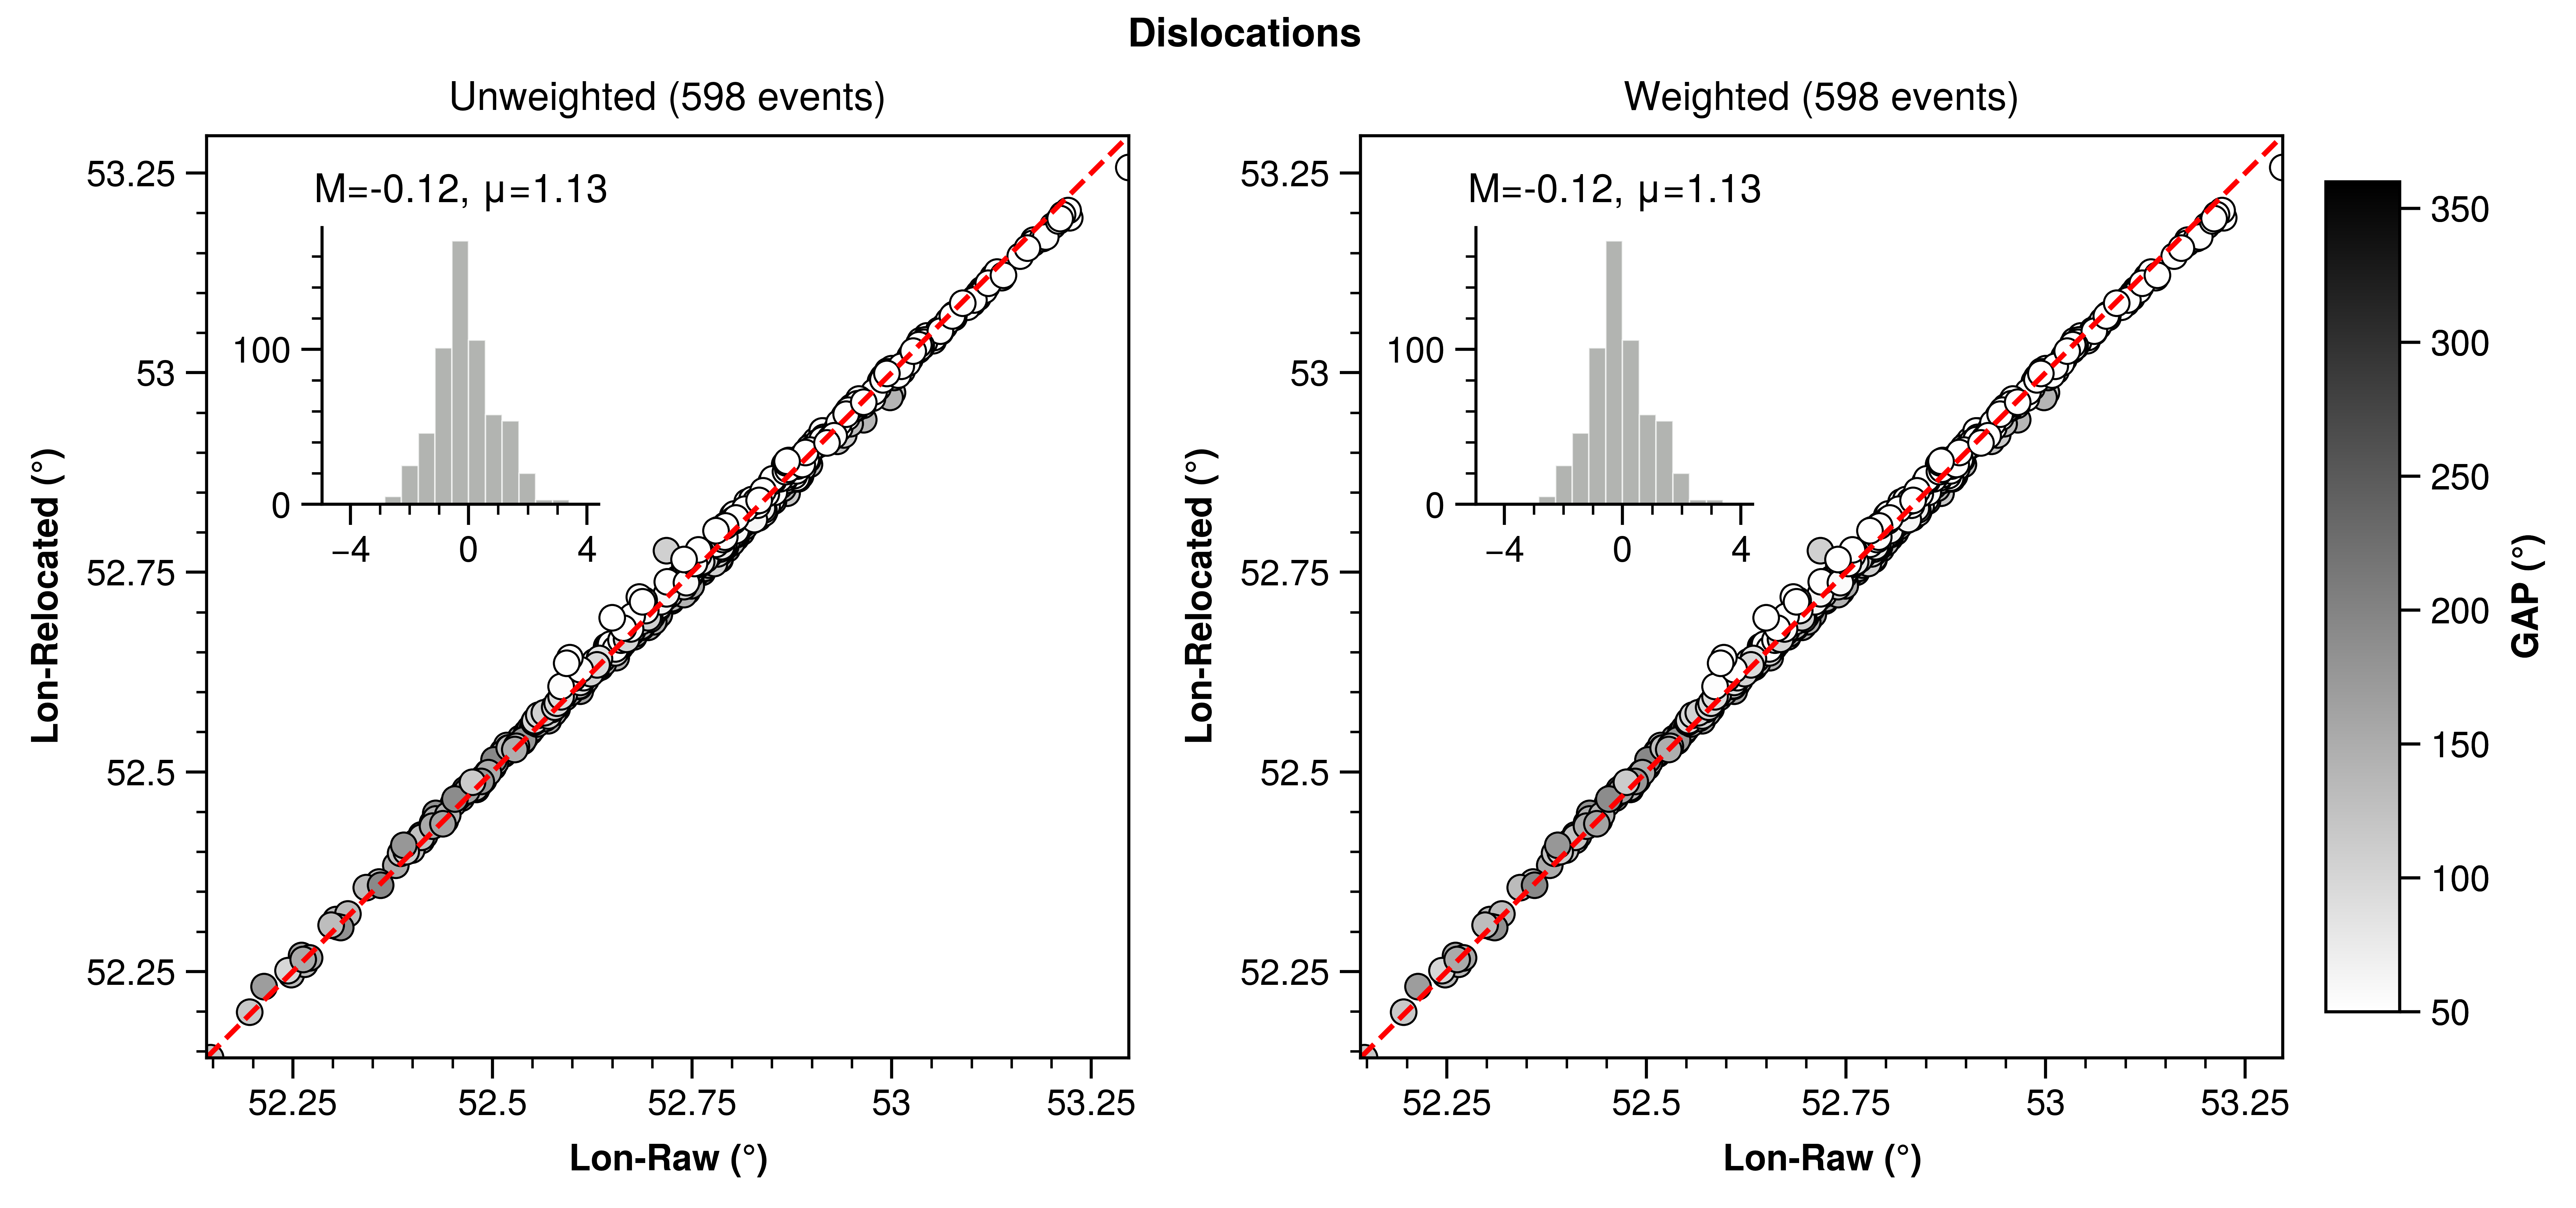 Dislocations
Unweighted (598 events)
53.25
53
52.75
52.5
52.25
Lon-Relocated (°)
M=-0.12, μ=1.13
100
0
−4 0 4
52.25 52.5 52.75 53 53.25
Lon-Raw (°)
Weighted (598 events)
53.25
53
52.75
52.5
52.25
Lon-Relocated (°)
M=-0.12, μ=1.13
100
0
−4 0 4
52.25 52.5 52.75 53 53.25
Lon-Raw (°)
350
300
250
200
150
100
50
GAP (°)